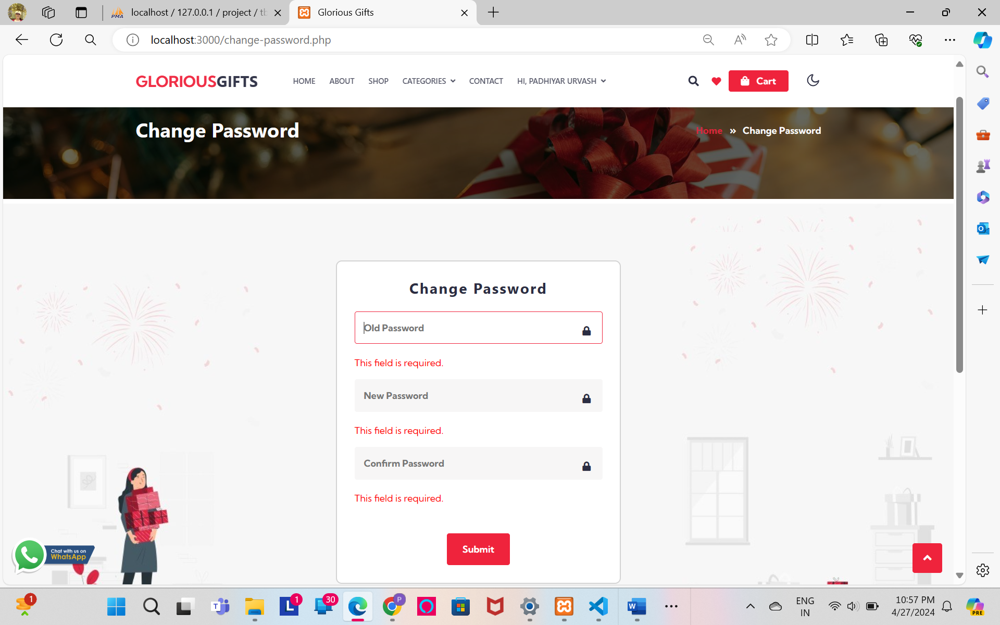 localhost / 127.0.0.1 / project / tb
Glorious Gifts
localhost:3000/change-password.php
GLORIOUSGIFTS
HOME
ABOUT
SHOP
CATEGORIES
CONTACT
HI, PADHIYAR URVASH
Cart
Change Password
Home » Change Password
Change Password
Old Password
This field is required.
New Password
This field is required.
Confirm Password
This field is required.
Submit
Chat with us on
WhatsApp
1
1
30
P
ENG
IN
10:57 PM
4/27/2024
PRE